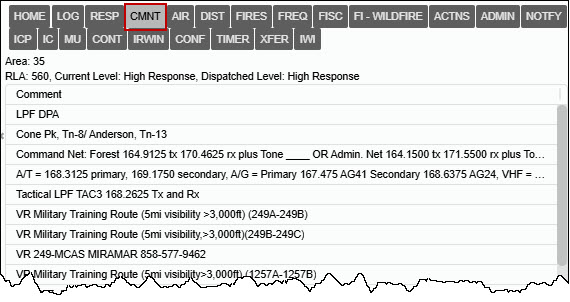 HOME LOG RESP CMNT AIR DIST FIRES FREQ FISC FI - WILDFIRE ACTNS ADMIN NOTFY
ICP IC MU CONT IRWIN CONF TIMER XFER IWI
Area: 35
RLA: 560, Current Level: High Response, Dispatched Level: High Response
Comment
LPF DPA
Cone Pk, Tn-8/ Anderson, Tn-13
Command Net: Forest 164.9125 tx 170.4625 rx plus Tone ____ OR Admin. Net 164.1500 tx 171.5500 rx plus To...
A/T = 168.3125 primary, 169.1750 secondary, A/G = Primary 167.475 AG41 Secondary 168.6375 AG24, VHF = ...
Tactical LPF TAC3 168.2625 Tx and Rx
VR Military Training Route (5mi visibility >3,000ft) (249A-249B)
VR Military Training Route (5mi visibility,>3,000ft)(249B-249C)
VR 249-MCAS MIRAMAR 858-577-9462
VR Military Training Route (5mi visibility>3,000ft) (1257A-1257B)